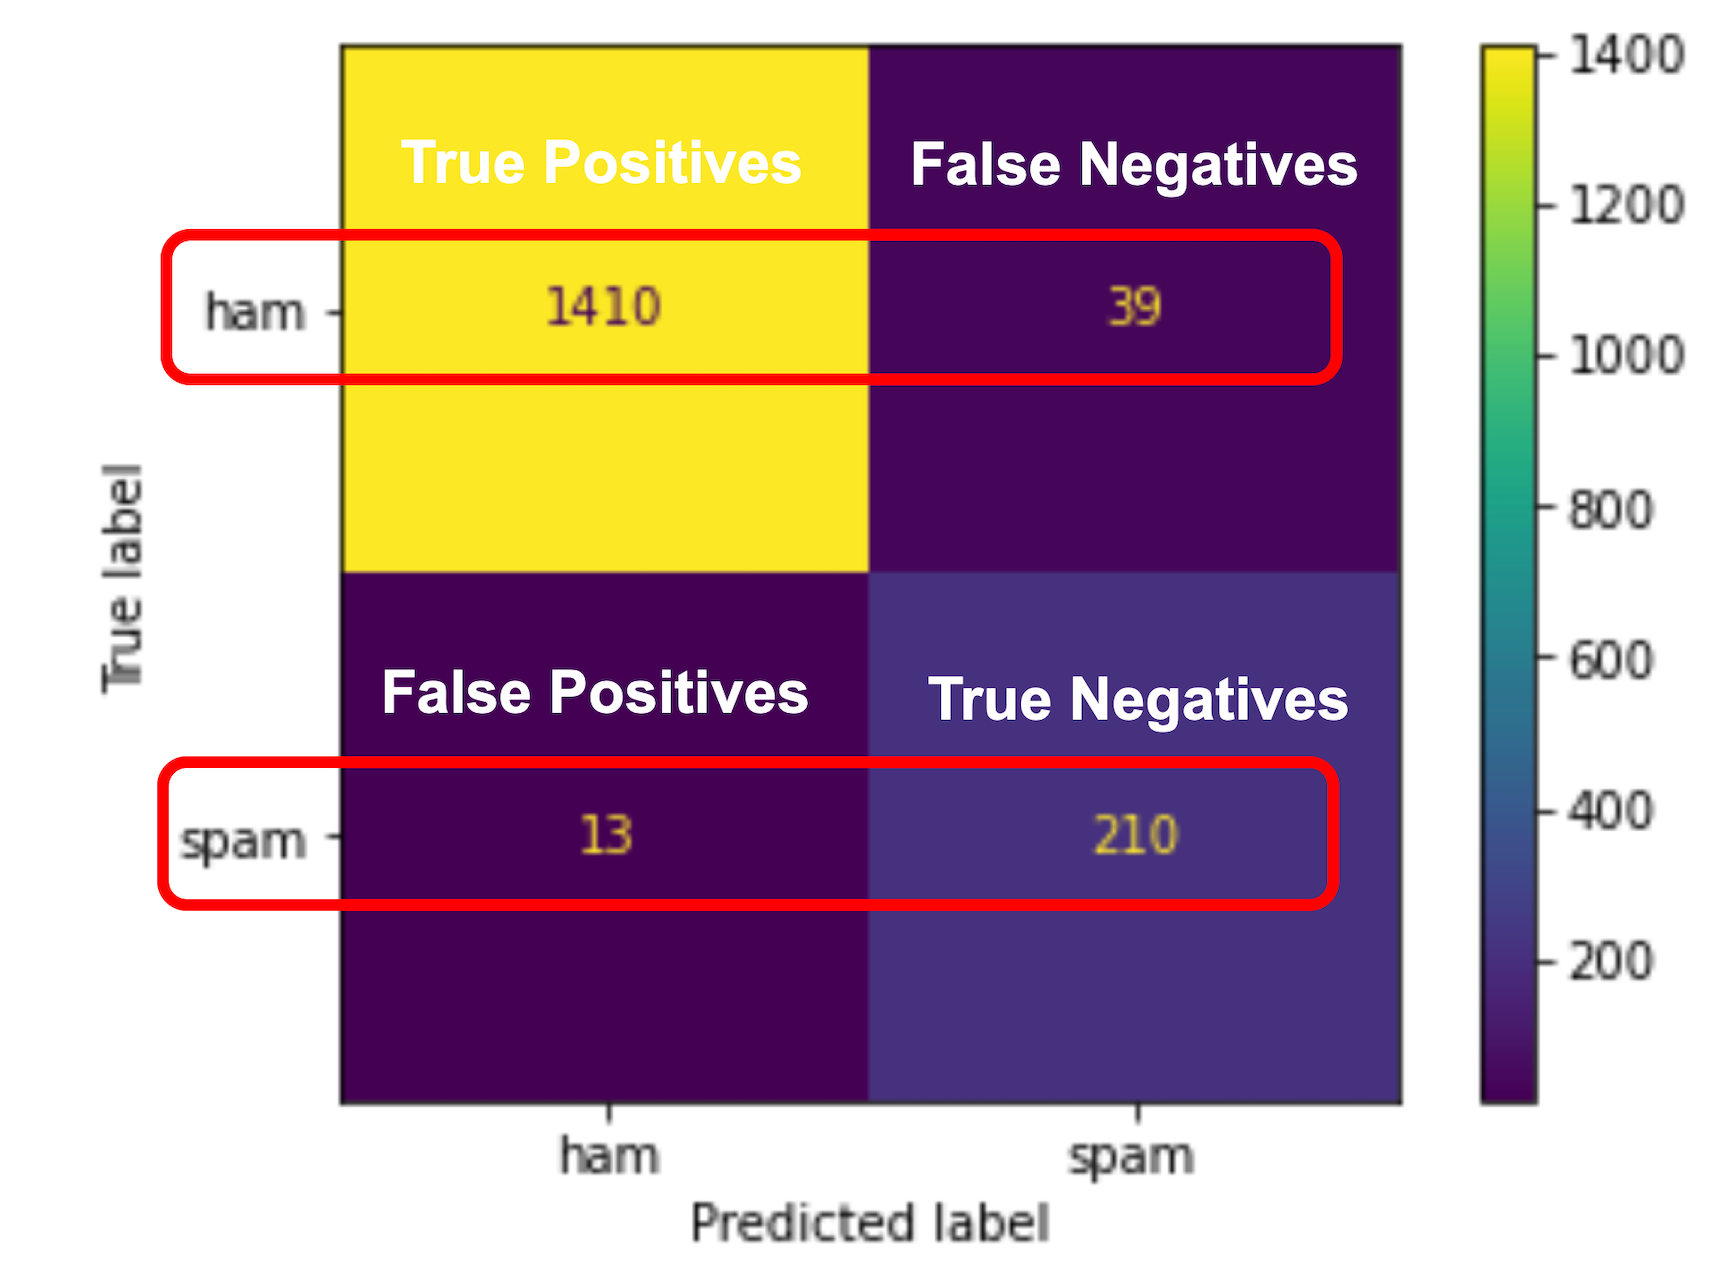 True Positives
False Negatives
ham
1410
39
True label
False Positives
True Negatives
spam
13
210
ham
spam
Predicted label
1400
1200
1000
800
600
400
200